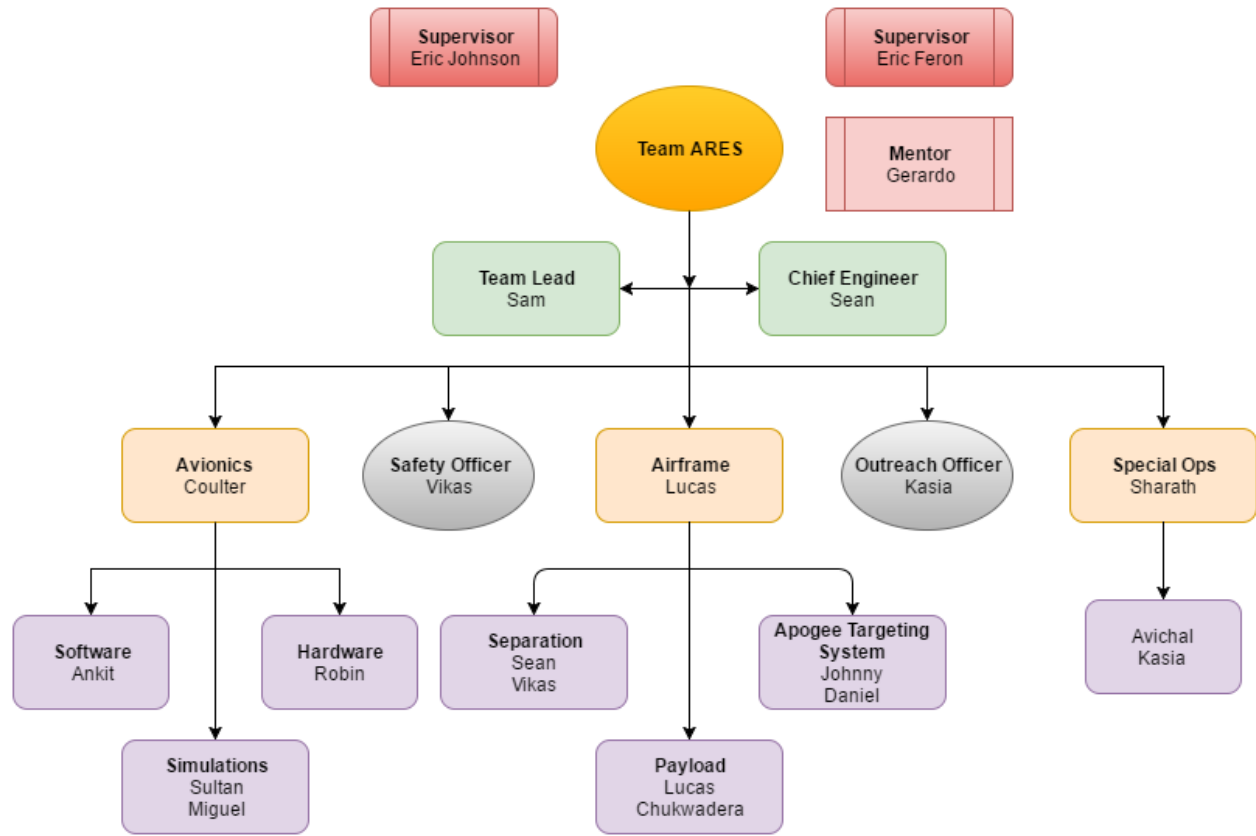 Supervisor
Eric Johnson
Supervisor
Eric Feron
Team ARES
Mentor
Gerardo
Team Lead
Sam
Chief Engineer
Sean
Avionics
Coulter
Safety Officer
Vikas
Airframe
Lucas
Outreach Officer
Kasia
Special Ops
Sharath
Software
Ankit
Hardware
Robin
Separation
Sean
Vikas
Apogee Targeting
System
Johnny
Daniel
Avichal
Kasia
Simulations
Sultan
Miguel
Payload
Lucas
Chukwadera